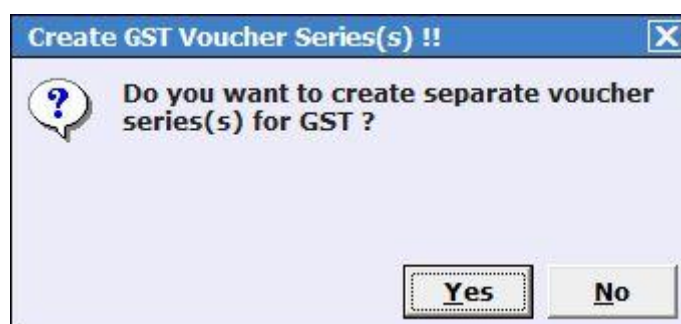 Create GST Voucher Series(s) !!
Do you want to create separate voucher
series(s) for GST ?
Yes No